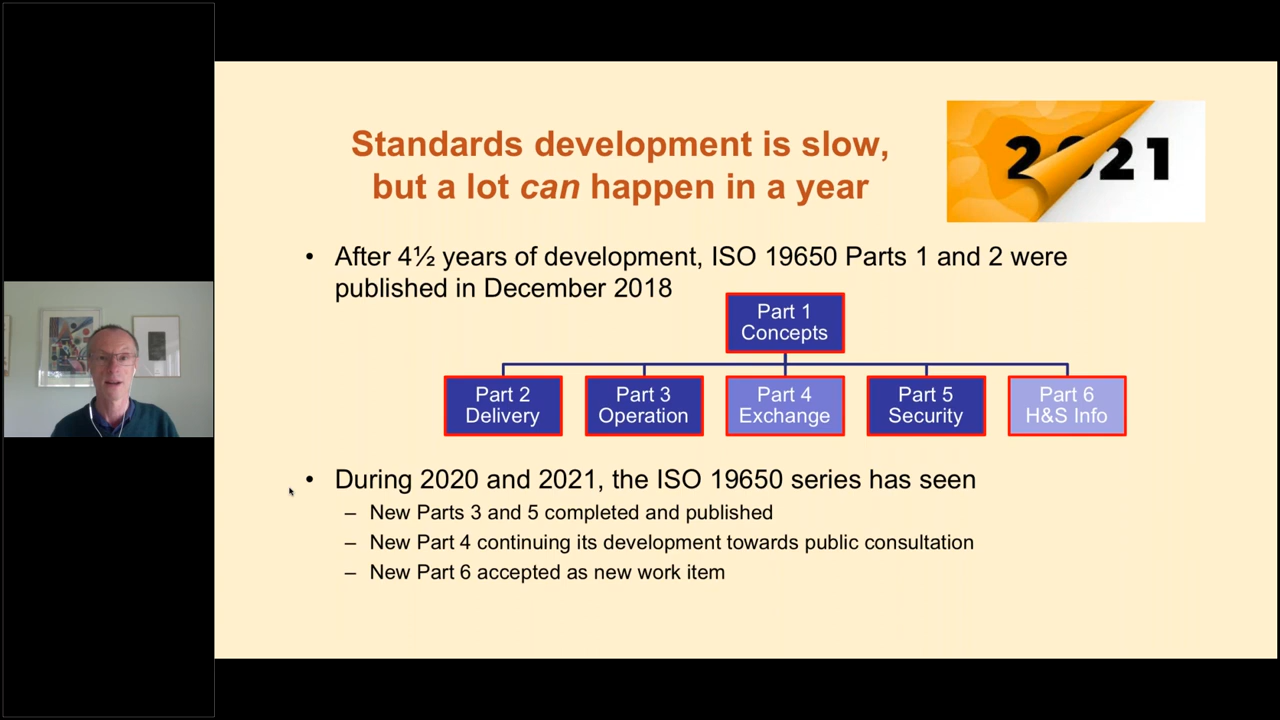 Standards development is slow,
but a lot can happen in a year
2021
• After 4½ years of development, ISO 19650 Parts 1 and 2 were
published in December 2018
Part 1
Concepts
Part 2
Delivery
Part 3
Operation
Part 4
Exchange
Part 5
Security
Part 6
H&S Info
• During 2020 and 2021, the ISO 19650 series has seen
– New Parts 3 and 5 completed and published
– New Part 4 continuing its development towards public consultation
– New Part 6 accepted as new work item